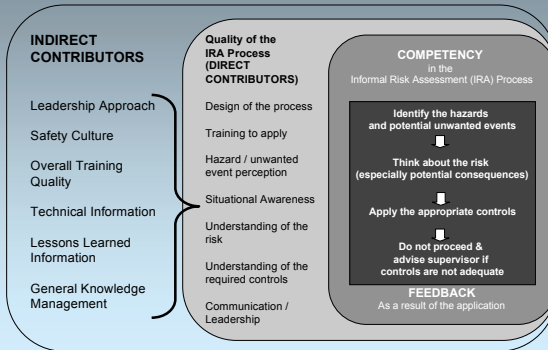 INDIRECT
CONTRIBUTORS
Leadership Approach
Safety Culture
Overall Training
Quality
Technical Information
Lessons Learned
Information
General Knowledge
Management
Quality of the
IRA Process
(DIRECT
CONTRIBUTORS)
Design of the process
Training to apply
Hazard / unwanted
event perception
Situational Awareness
Understanding of the
risk
Understanding of the
required controls
Communication /
Leadership
COMPETENCY
in the
Informal Risk Assessment (IRA) Process
Identify the hazards
and potential unwanted events
Think about the risk
(especially potential consequences)
Apply the appropriate controls
Do not proceed &
advise supervisor if
controls are not adequate
FEEDBACK
As a result of the application